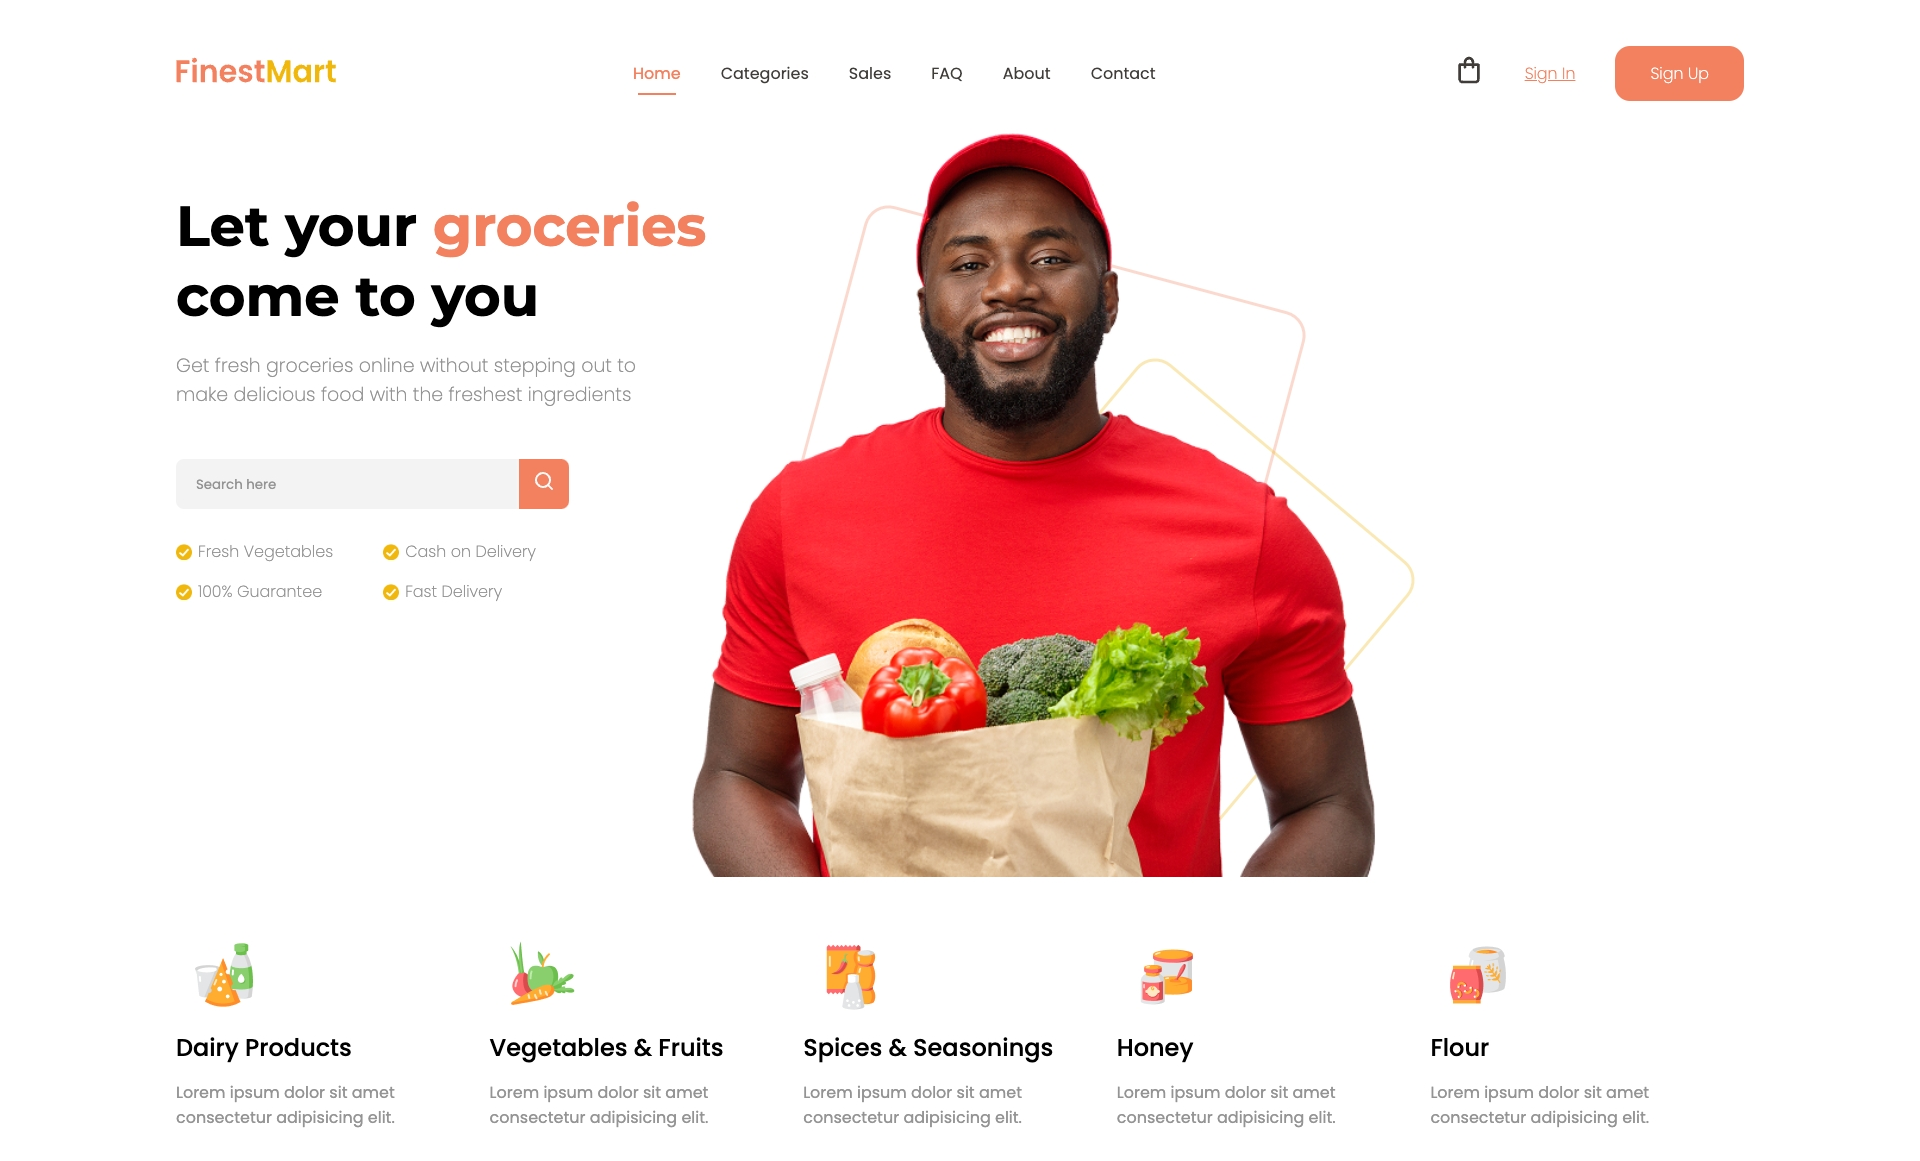 FinestMart
Home Categories Sales FAQ About Contact
Sign In
Sign Up
Let your groceries
come to you
Get fresh groceries online without stepping out to
make delicious food with the freshest ingredients
Search here
Fresh Vegetables
Cash on Delivery
100% Guarantee
Fast Delivery
Dairy Products
Lorem ipsum dolor sit amet
consectetur adipisicing elit.
Vegetables & Fruits
Lorem ipsum dolor sit amet
consectetur adipisicing elit.
Spices & Seasonings
Lorem ipsum dolor sit amet
consectetur adipisicing elit.
Honey
Lorem ipsum dolor sit amet
consectetur adipisicing elit.
Flour
Lorem ipsum dolor sit amet
consectetur adipisicing elit.